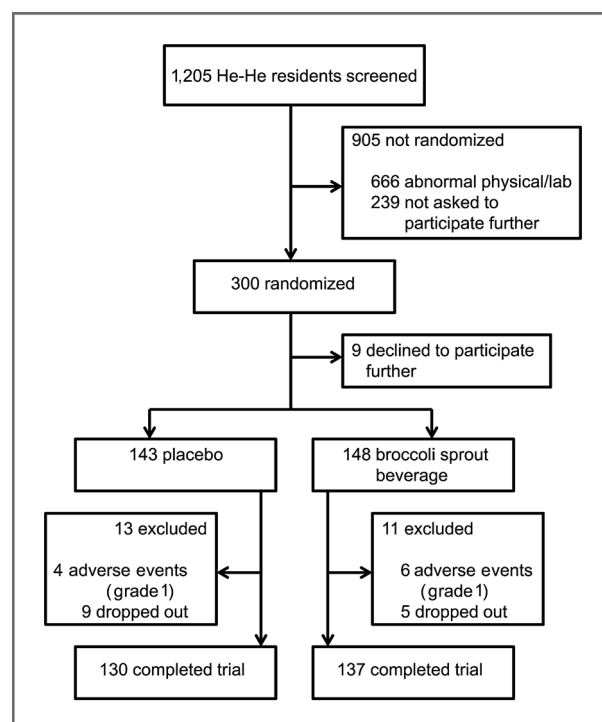 1,205 He-He residents screened
905 not randomized
666 abnormal physical/lab
239 not asked to
participate further
300 randomized
9 declined to participate
further
143 placebo
148 broccoli sprout
beverage
13 excluded
4 adverse events
(grade1)
9 dropped out
11 excluded
6 adverse events
(grade1)
5 dropped out
130 completed trial
137 completed trial